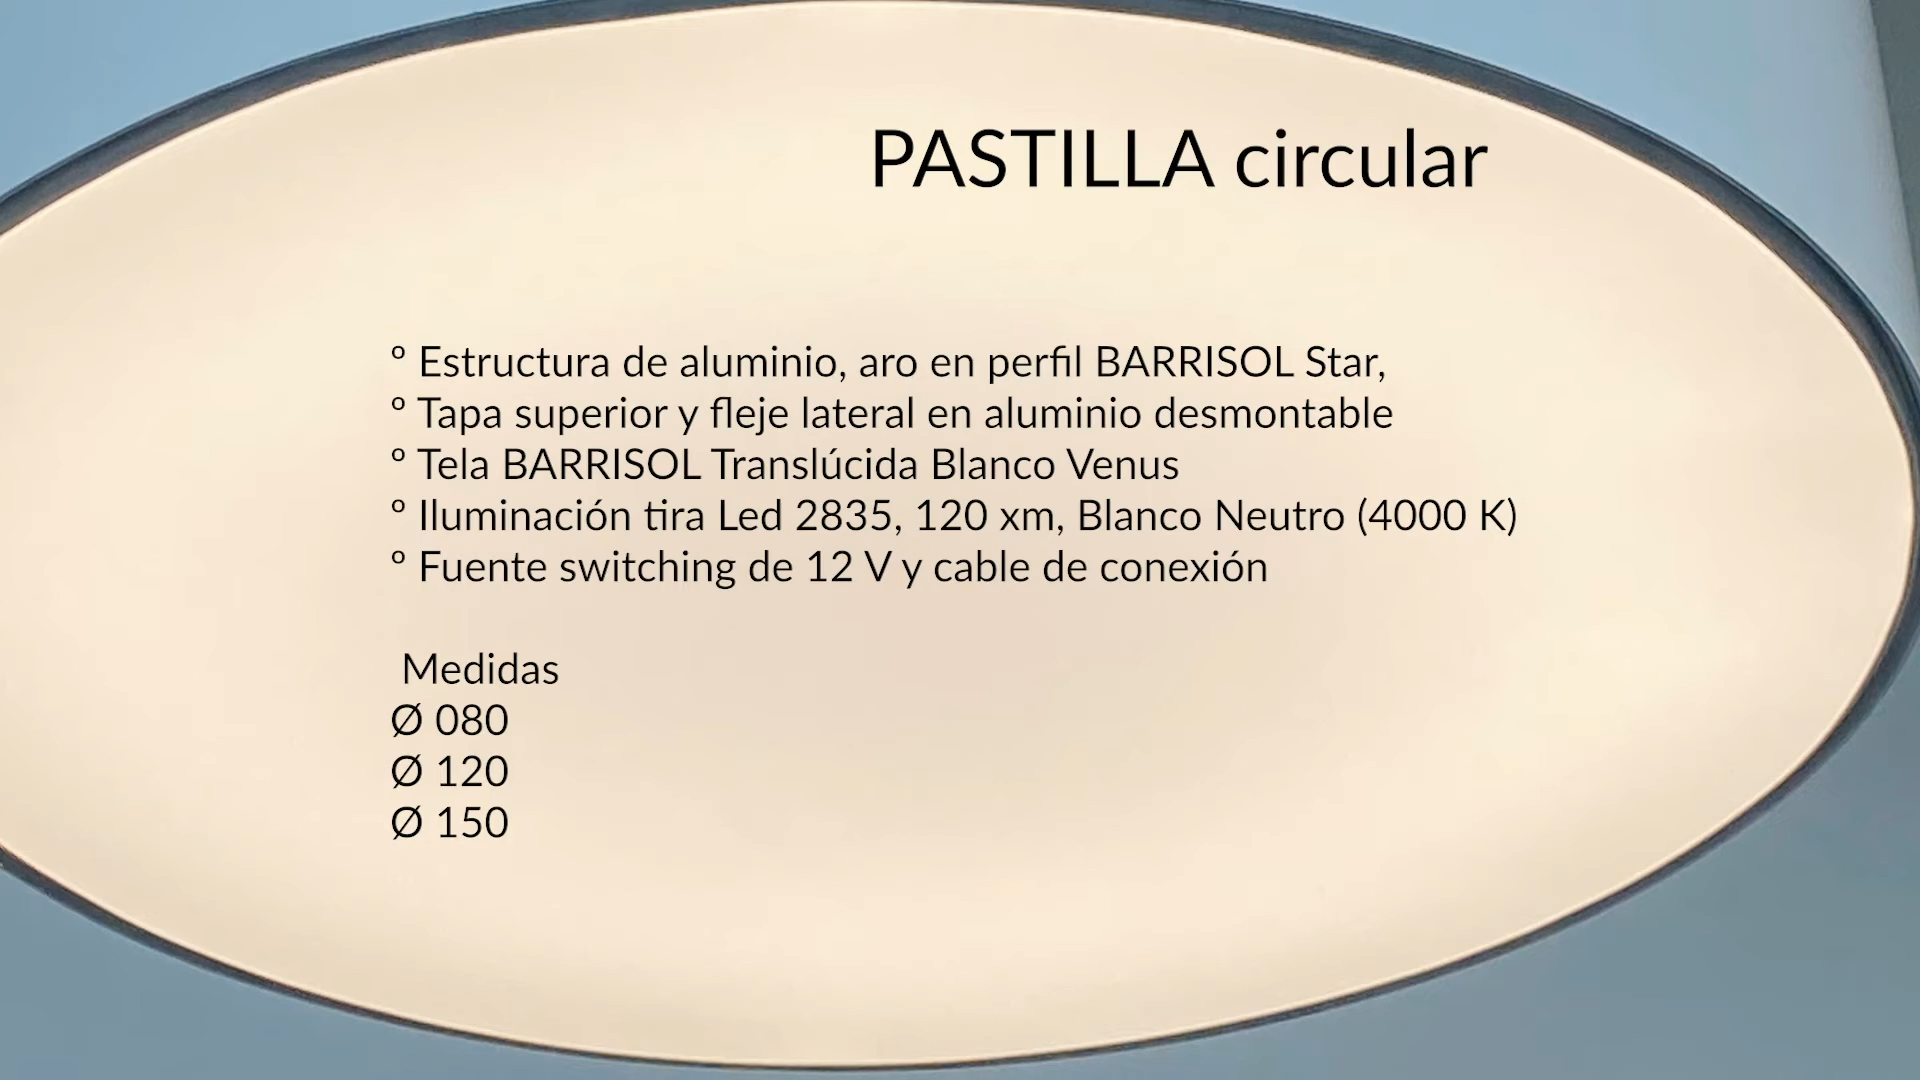 PASTILLA circular
º Estructura de aluminio, aro en perfil BARRISOL Star,
º Tapa superior y fleje lateral en aluminio desmontable
º Tela BARRISOL Translúcida Blanco Venus
º Iluminación tira Led 2835, 120 xm, Blanco Neutro (4000 K)
º Fuente switching de 12 V y cable de conexión
Medidas
Ø 080
Ø 120
Ø 150